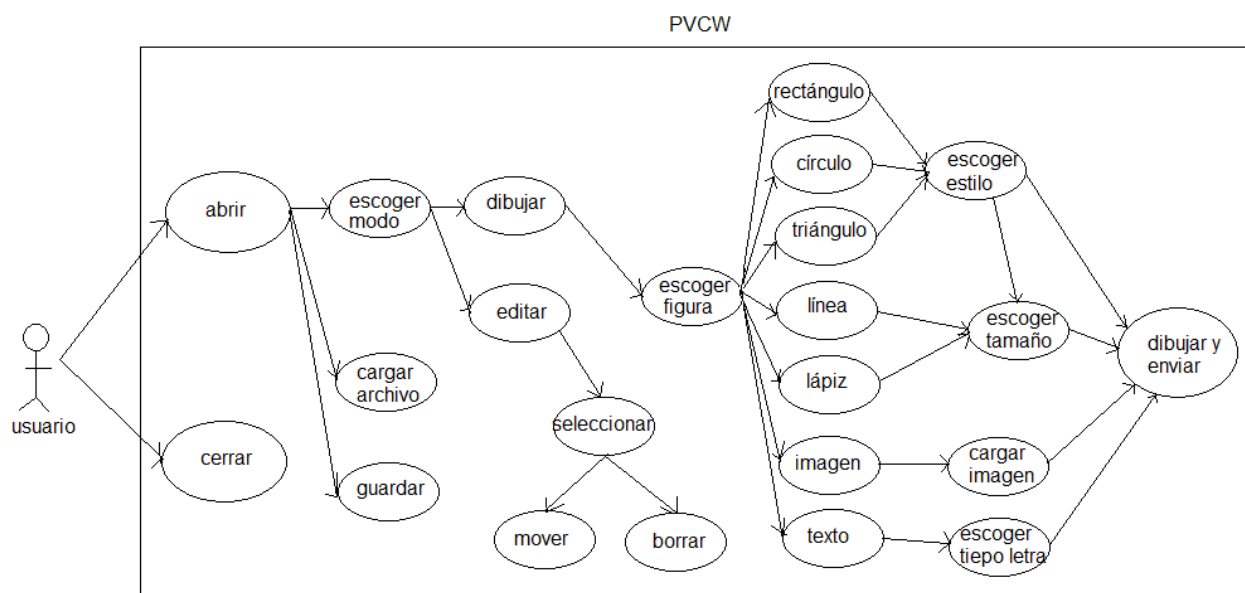 PVCW
rectángulo
círculo
escoger
estilo
abrir
escoger
modo
dibujar
triángulo
escoger
figura
editar
línea
escoger
tamaño
dibujar y
enviar
lápiz
cargar
archivo
usuario
seleccionar
cerrar
imagen
cargar
imagen
guardar
mover
borrar
texto
escoger
tiepo letra